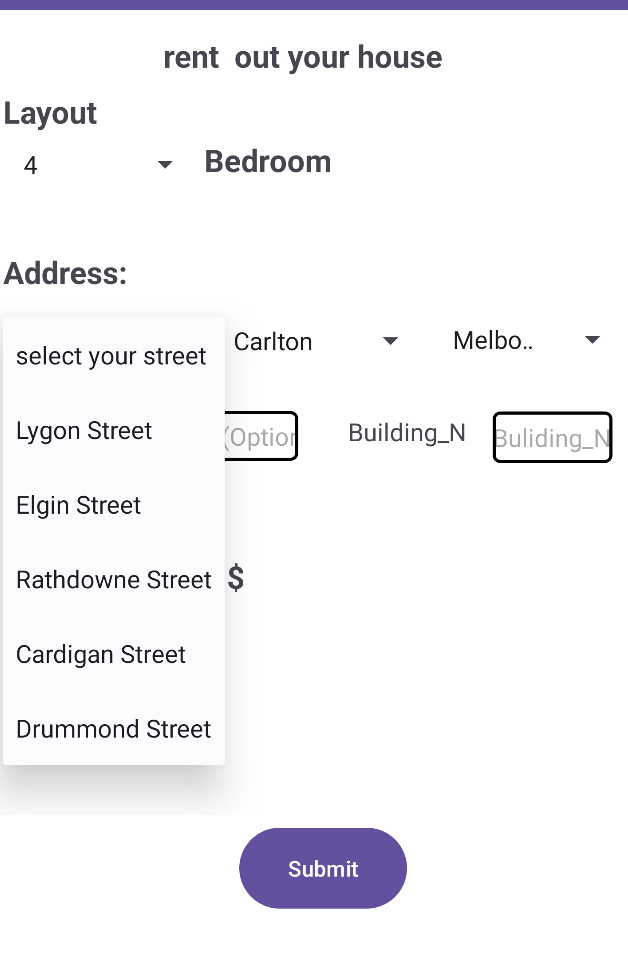 rent out your house
Layout
4 Bedroom
Address:
select your street Carlton Melbo..
Lygon Street (Option Building_N Buliding_N
Elgin Street
Rathdowne Street $
Cardigan Street
Drummond Street
Submit